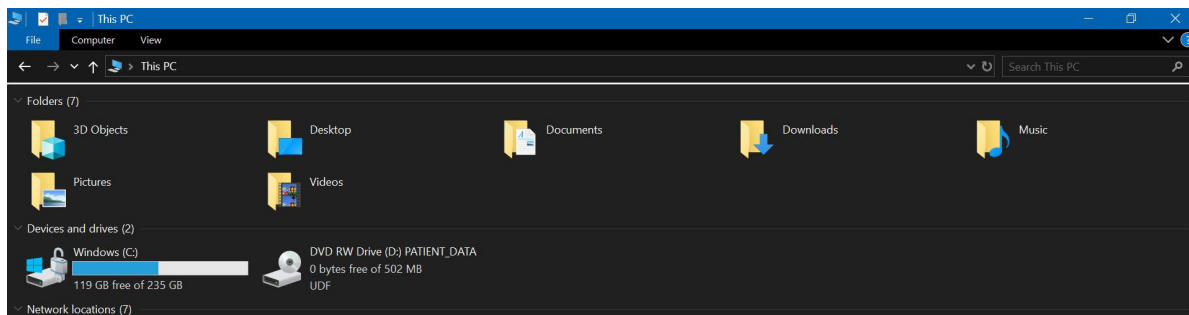 This PC
File Computer View
This PC Search This PC
Folders (7)
3D Objects Desktop Documents Downloads Music
Pictures Videos
Devices and drives (2)
Windows (C:) DVD RW Drive (D:) PATIENT_DATA
0 bytes free of 502 MB
119 GB free of 235 GB UDF
Network locations (7)